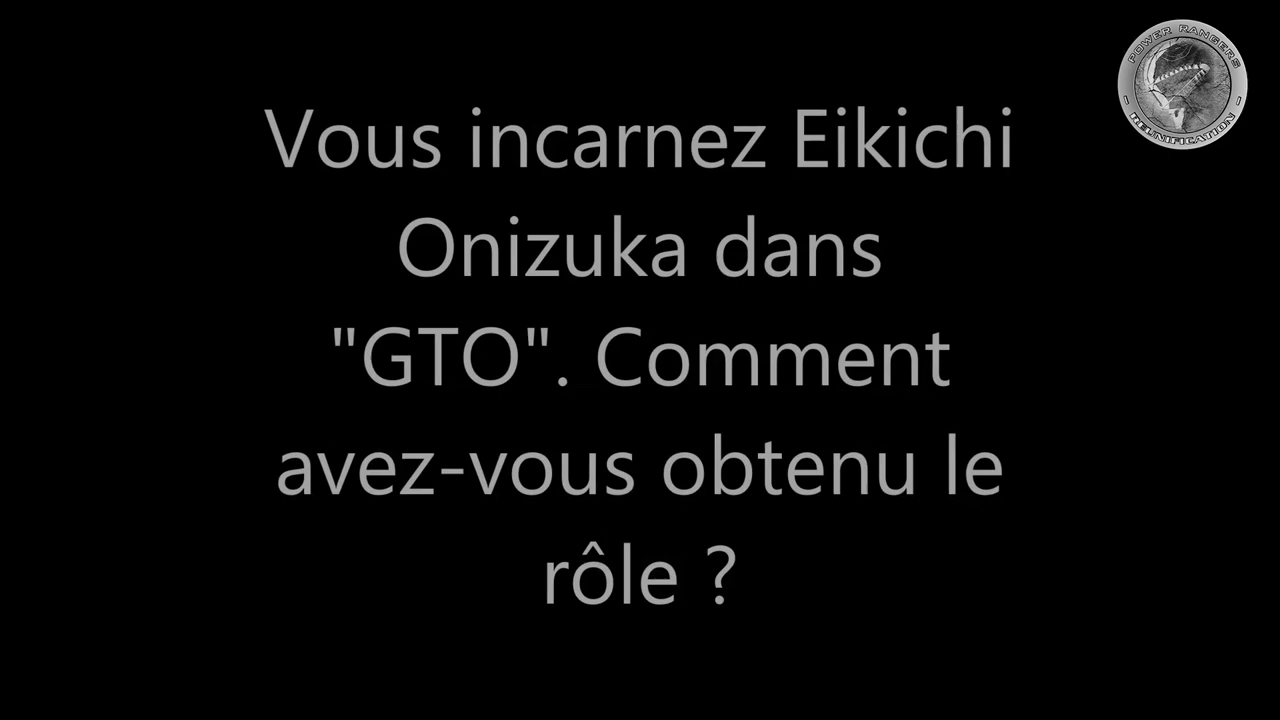 Vous incarnez Eikichi
Onizuka dans
"GTO". Comment
avez-vous obtenu le
rôle ?
POWER RANGERS
REUNIFICATION